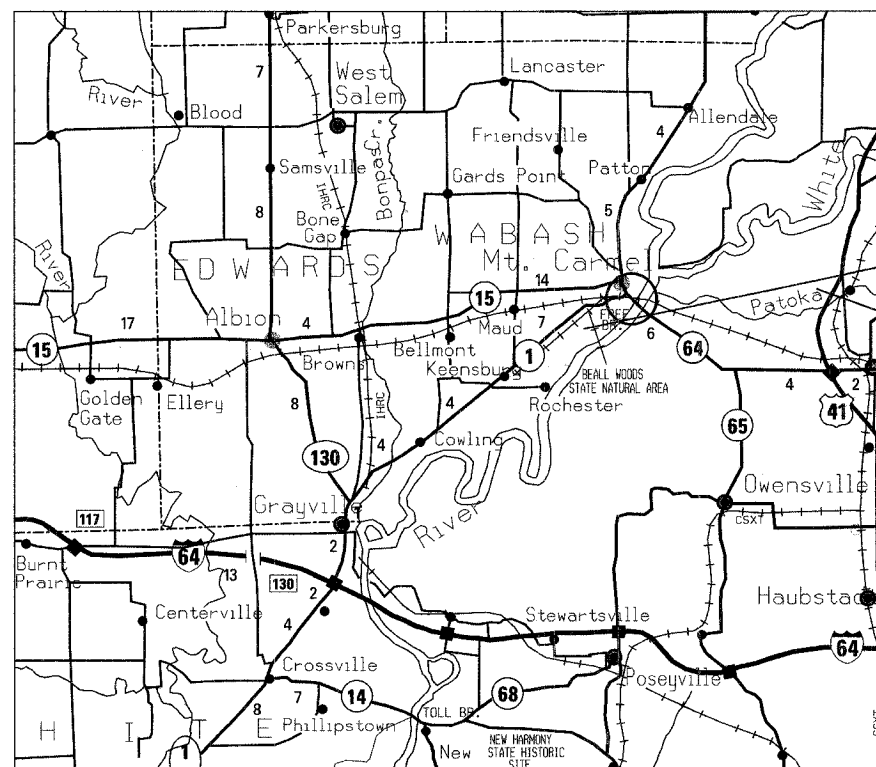 Parkersburg
7
West
Salem
Lancaster
River
Blood
Bonpas Cr.
Friendsville
4
Allendale
Samsville
IHRC
Gards Point
Patton
White
8
Bone
Gap
5
River
WABASH
EDWARDS
Mt. Carmel
14
17
Albion
4
15
15
Maud
7
FREE
BR.
6
Patoka
Browns
Bellmont
Keensburg
1
64
BEALL WOODS
STATE NATURAL AREA
4
2
Golden
Gate
Ellery
8
IHRC
4
Rochester
41
130
4
Cowling
65
Grayville
River
Owensville
CSXT
117
2
64
13
130
2
Burnt
Prairie
Centerville
4
Stewartsville
Haubstad
64
Crossville
7
14
68
Poseyville
8
Phillipstown
TOLL BR.
H I T E
New
NEW HARMONY
STATE HISTORIC
SITE
CSXT